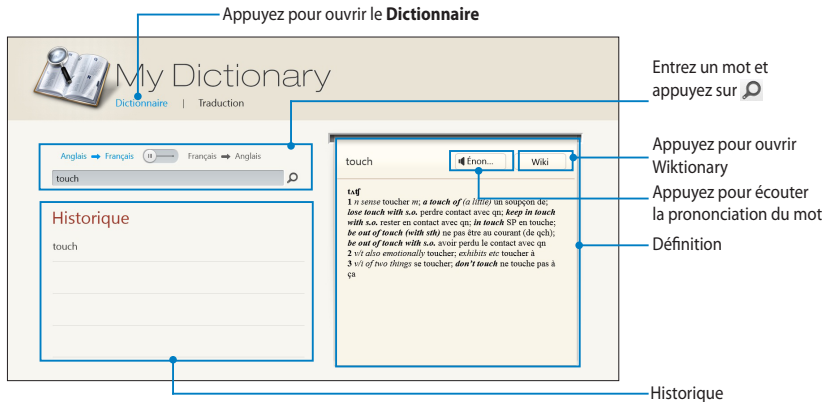 Appuyez pour ouvrir le Dictionnaire
My Dictionary
Dictionnaire | Traduction
Entrez un mot et
appuyez sur
Anglais ➡ Français Français ➡ Anglais
touch
Historique
touch
touch Énon... Wiki
tʌtʃ
1 n sense toucher m; a touch of (a little) un soupçon de;
lose touch with s.o. perdre contact avec qn; keep in touch
with s.o. rester en contact avec qn; in touch SP en touche;
be out of touch (with sth) ne pas être au courant (de qch);
be out of touch with s.o. avoir perdu le contact avec qn
2 v/t also emotionally toucher; exhibits etc toucher à
3 v/i of two things se toucher; don't touch ne touche pas à
ça
Appuyez pour ouvrir
Wiktionary
Appuyez pour écouter
la prononciation du mot
Définition
Historique